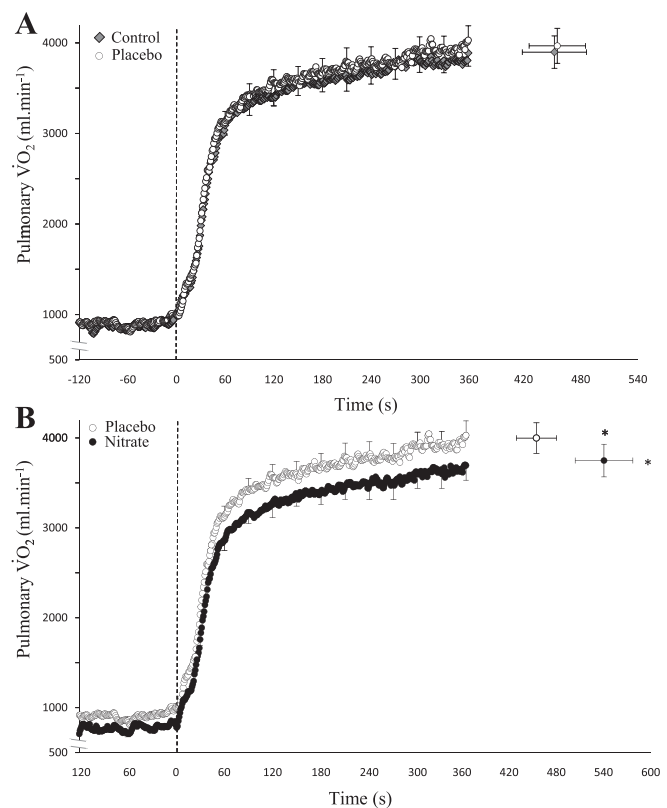 A
Control
Placebo
Pulmonary V̇O2 (ml.min−1)
4000
3000
2000
1000
500
-120 -60 0 60 120 180 240 300 360 420 480 540
Time (s)
B
Placebo
Nitrate
Pulmonary V̇O2 (ml.min−1)
4000
3000
2000
1000
500
*
*
120 60 0 60 120 180 240 300 360 420 480 540 600
Time (s)